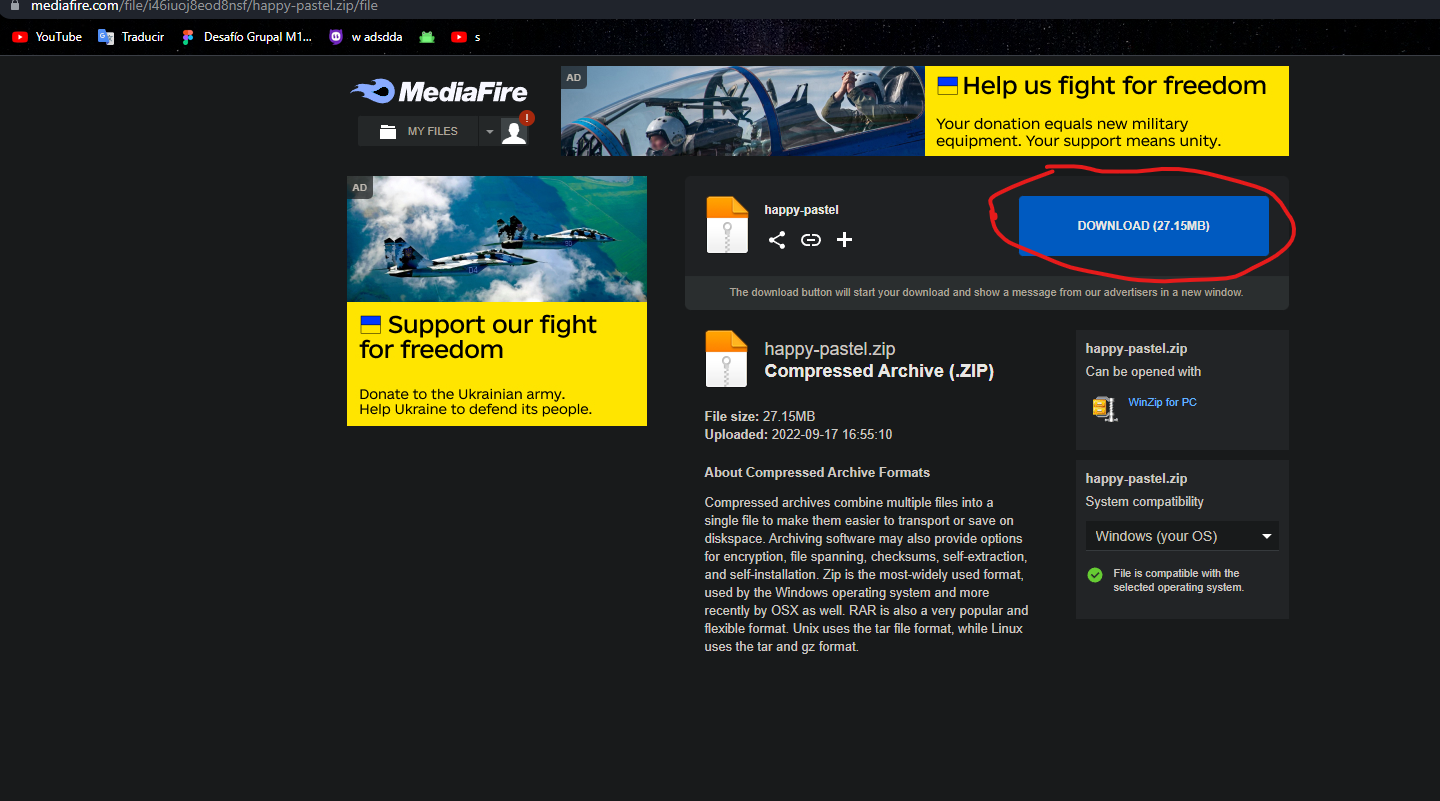 mediafire.com/file/i46iuoj8eod8nsf/happy-pastel.zip/file
YouTube
Traducir
Desafío Grupal M1...
w adsdda
s
MediaFire
MY FILES
!
AD
Help us fight for freedom
Your donation equals new military
equipment. Your support means unity.
AD
04
Support our fight
for freedom
Donate to the Ukrainian army.
Help Ukraine to defend its people.
happy-pastel
DOWNLOAD (27.15MB)
The download button will start your download and show a message from our advertisers in a new window.
happy-pastel.zip
Compressed Archive (.ZIP)
File size: 27.15MB
Uploaded: 2022-09-17 16:55:10
About Compressed Archive Formats
Compressed archives combine multiple files into a
single file to make them easier to transport or save on
diskspace. Archiving software may also provide options
for encryption, file spanning, checksums, self-extraction,
and self-installation. Zip is the most-widely used format,
used by the Windows operating system and more
recently by OSX as well. RAR is also a very popular and
flexible format. Unix uses the tar file format, while Linux
uses the tar and gz format.
happy-pastel.zip
Can be opened with
WinZip for PC
happy-pastel.zip
System compatibility
Windows (your OS)
File is compatible with the
selected operating system.